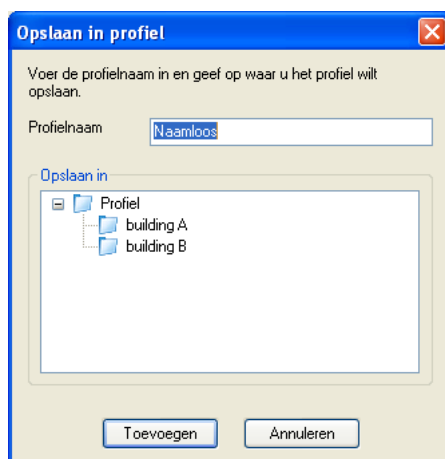 Opslaan in profiel
Voer de profielnaam in en geef op waar u het profiel wilt
opslaan.
Profielnaam Naamloos
Opslaan in
Profiel
building A
building B
Toevoegen Annuleren